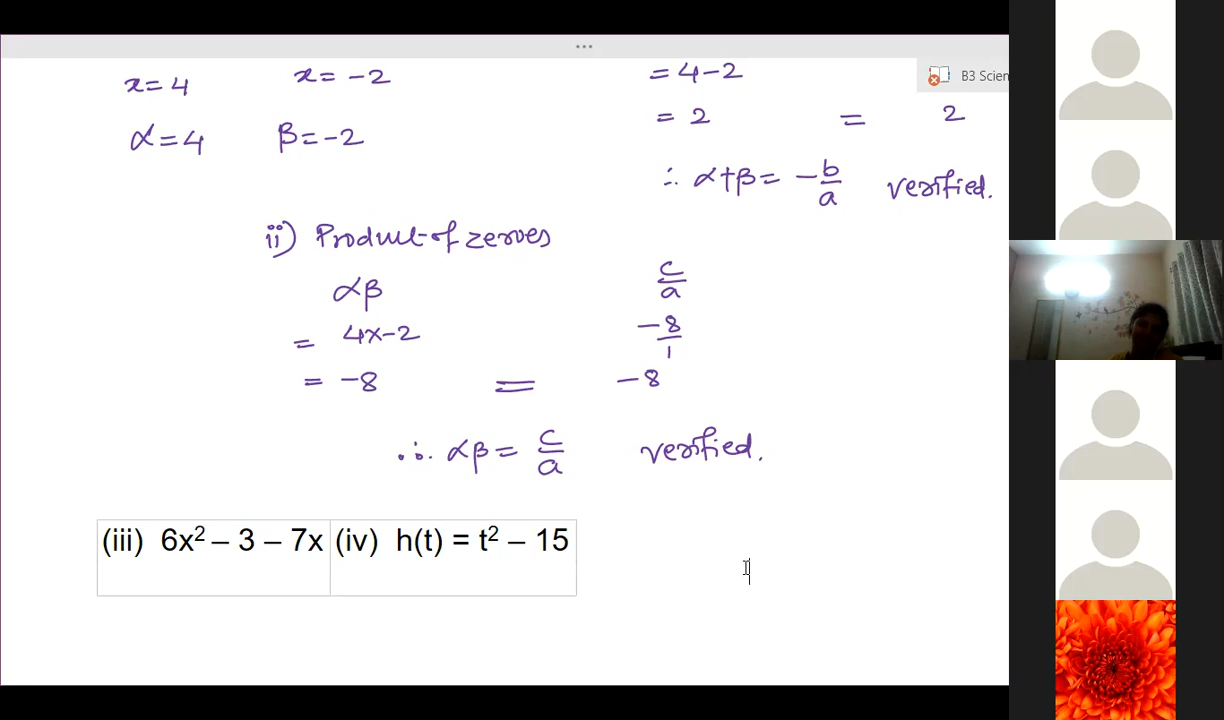 x=4 x= -2 = 4-2
B3 Scien
α=4 β=-2 = 2 = 2
∴ α+β= -b/a verified.
ii) Product of zeroes
αβ c/a
= 4x-2 -8/1
= -8 = -8
∴ αβ= c/a verified.
(iii) 6x² – 3 – 7x (iv) h(t) = t² – 15